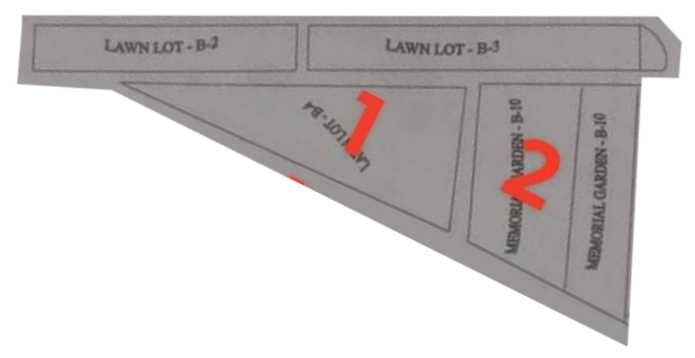 LAWN LOT - B-2
LAWN LOT - B-3
LAWN LOT - B4
1
MEMORIAL GARDEN - B-10
2
MEMORIAL GARDEN - B-10